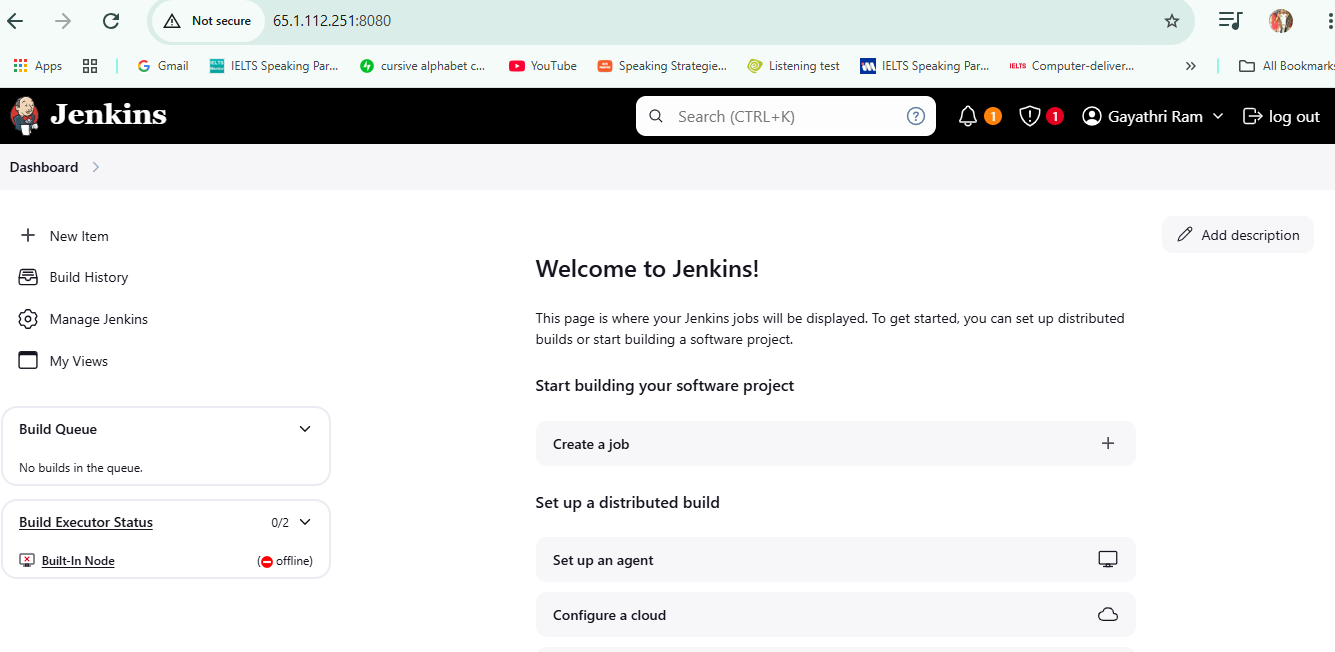 Not secure 65.1.112.251:8080
Apps Gmail IELTS Speaking Par... cursive alphabet c... YouTube Speaking Strategie... Listening test IELTS Speaking Par... IELTS Computer-deliver... » All Bookmarks
Jenkins Search (CTRL+K) ? 1 1 Gayathri Ram log out
Dashboard
New Item
Add description
Build History
Manage Jenkins
My Views
Welcome to Jenkins!
This page is where your Jenkins jobs will be displayed. To get started, you can set up distributed
builds or start building a software project.
Start building your software project
Create a job
Build Queue
No builds in the queue.
Set up a distributed build
Build Executor Status 0/2
Built-In Node (offline)
Set up an agent
Configure a cloud